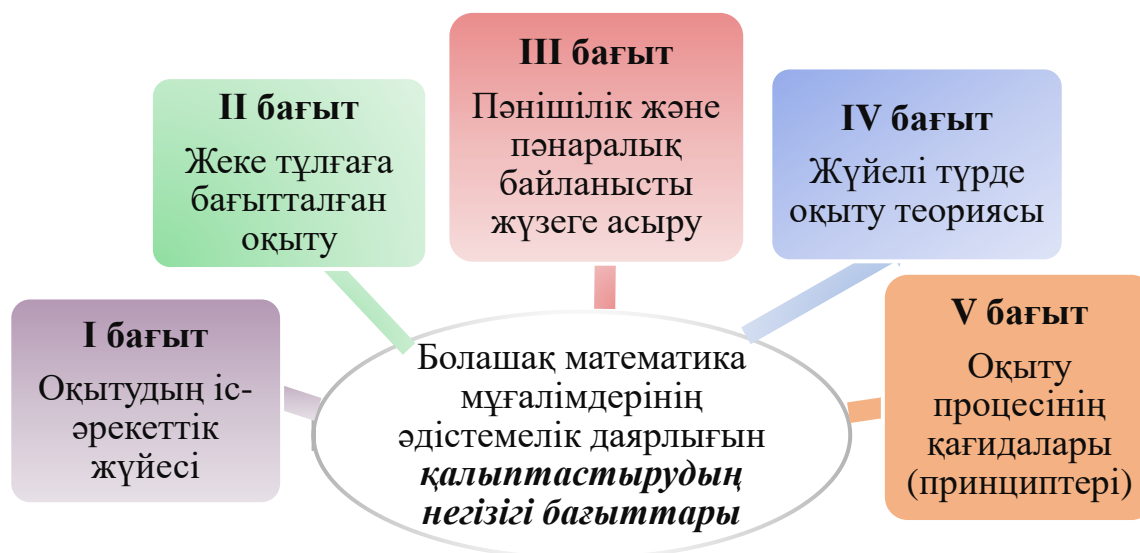 I бағыт
Оқытудың іс-
әрекеттік
жүйесі
II бағыт
Жеке тұлғаға
бағытталған
оқыту
III бағыт
Пәнішілік және
пәнаралық
байланысты
жүзеге асыру
IV бағыт
Жүйелі түрде
оқыту теориясы
V бағыт
Оқыту
процесінің
қағидалары
(принциптері)
Болашақ математика
мұғалімдерінің
әдістемелік даярлығын
қалыптастырудың
негізігі бағыттары